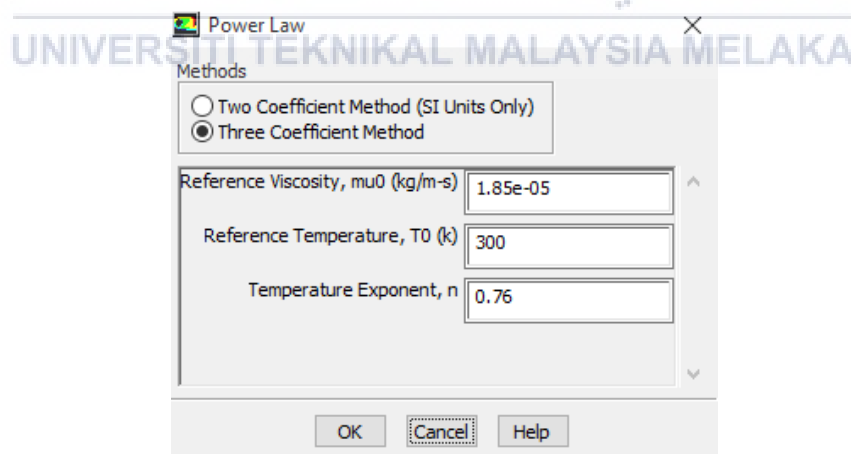 Power Law
UNIVERSITI TEKNIKAL MALAYSIA MELAKA
Methods
Two Coefficient Method (SI Units Only)
Three Coefficient Method
Reference Viscosity, mu0 (kg/m-s) 1.85e-05
Reference Temperature, T0 (k) 300
Temperature Exponent, n 0.76
OK Cancel Help